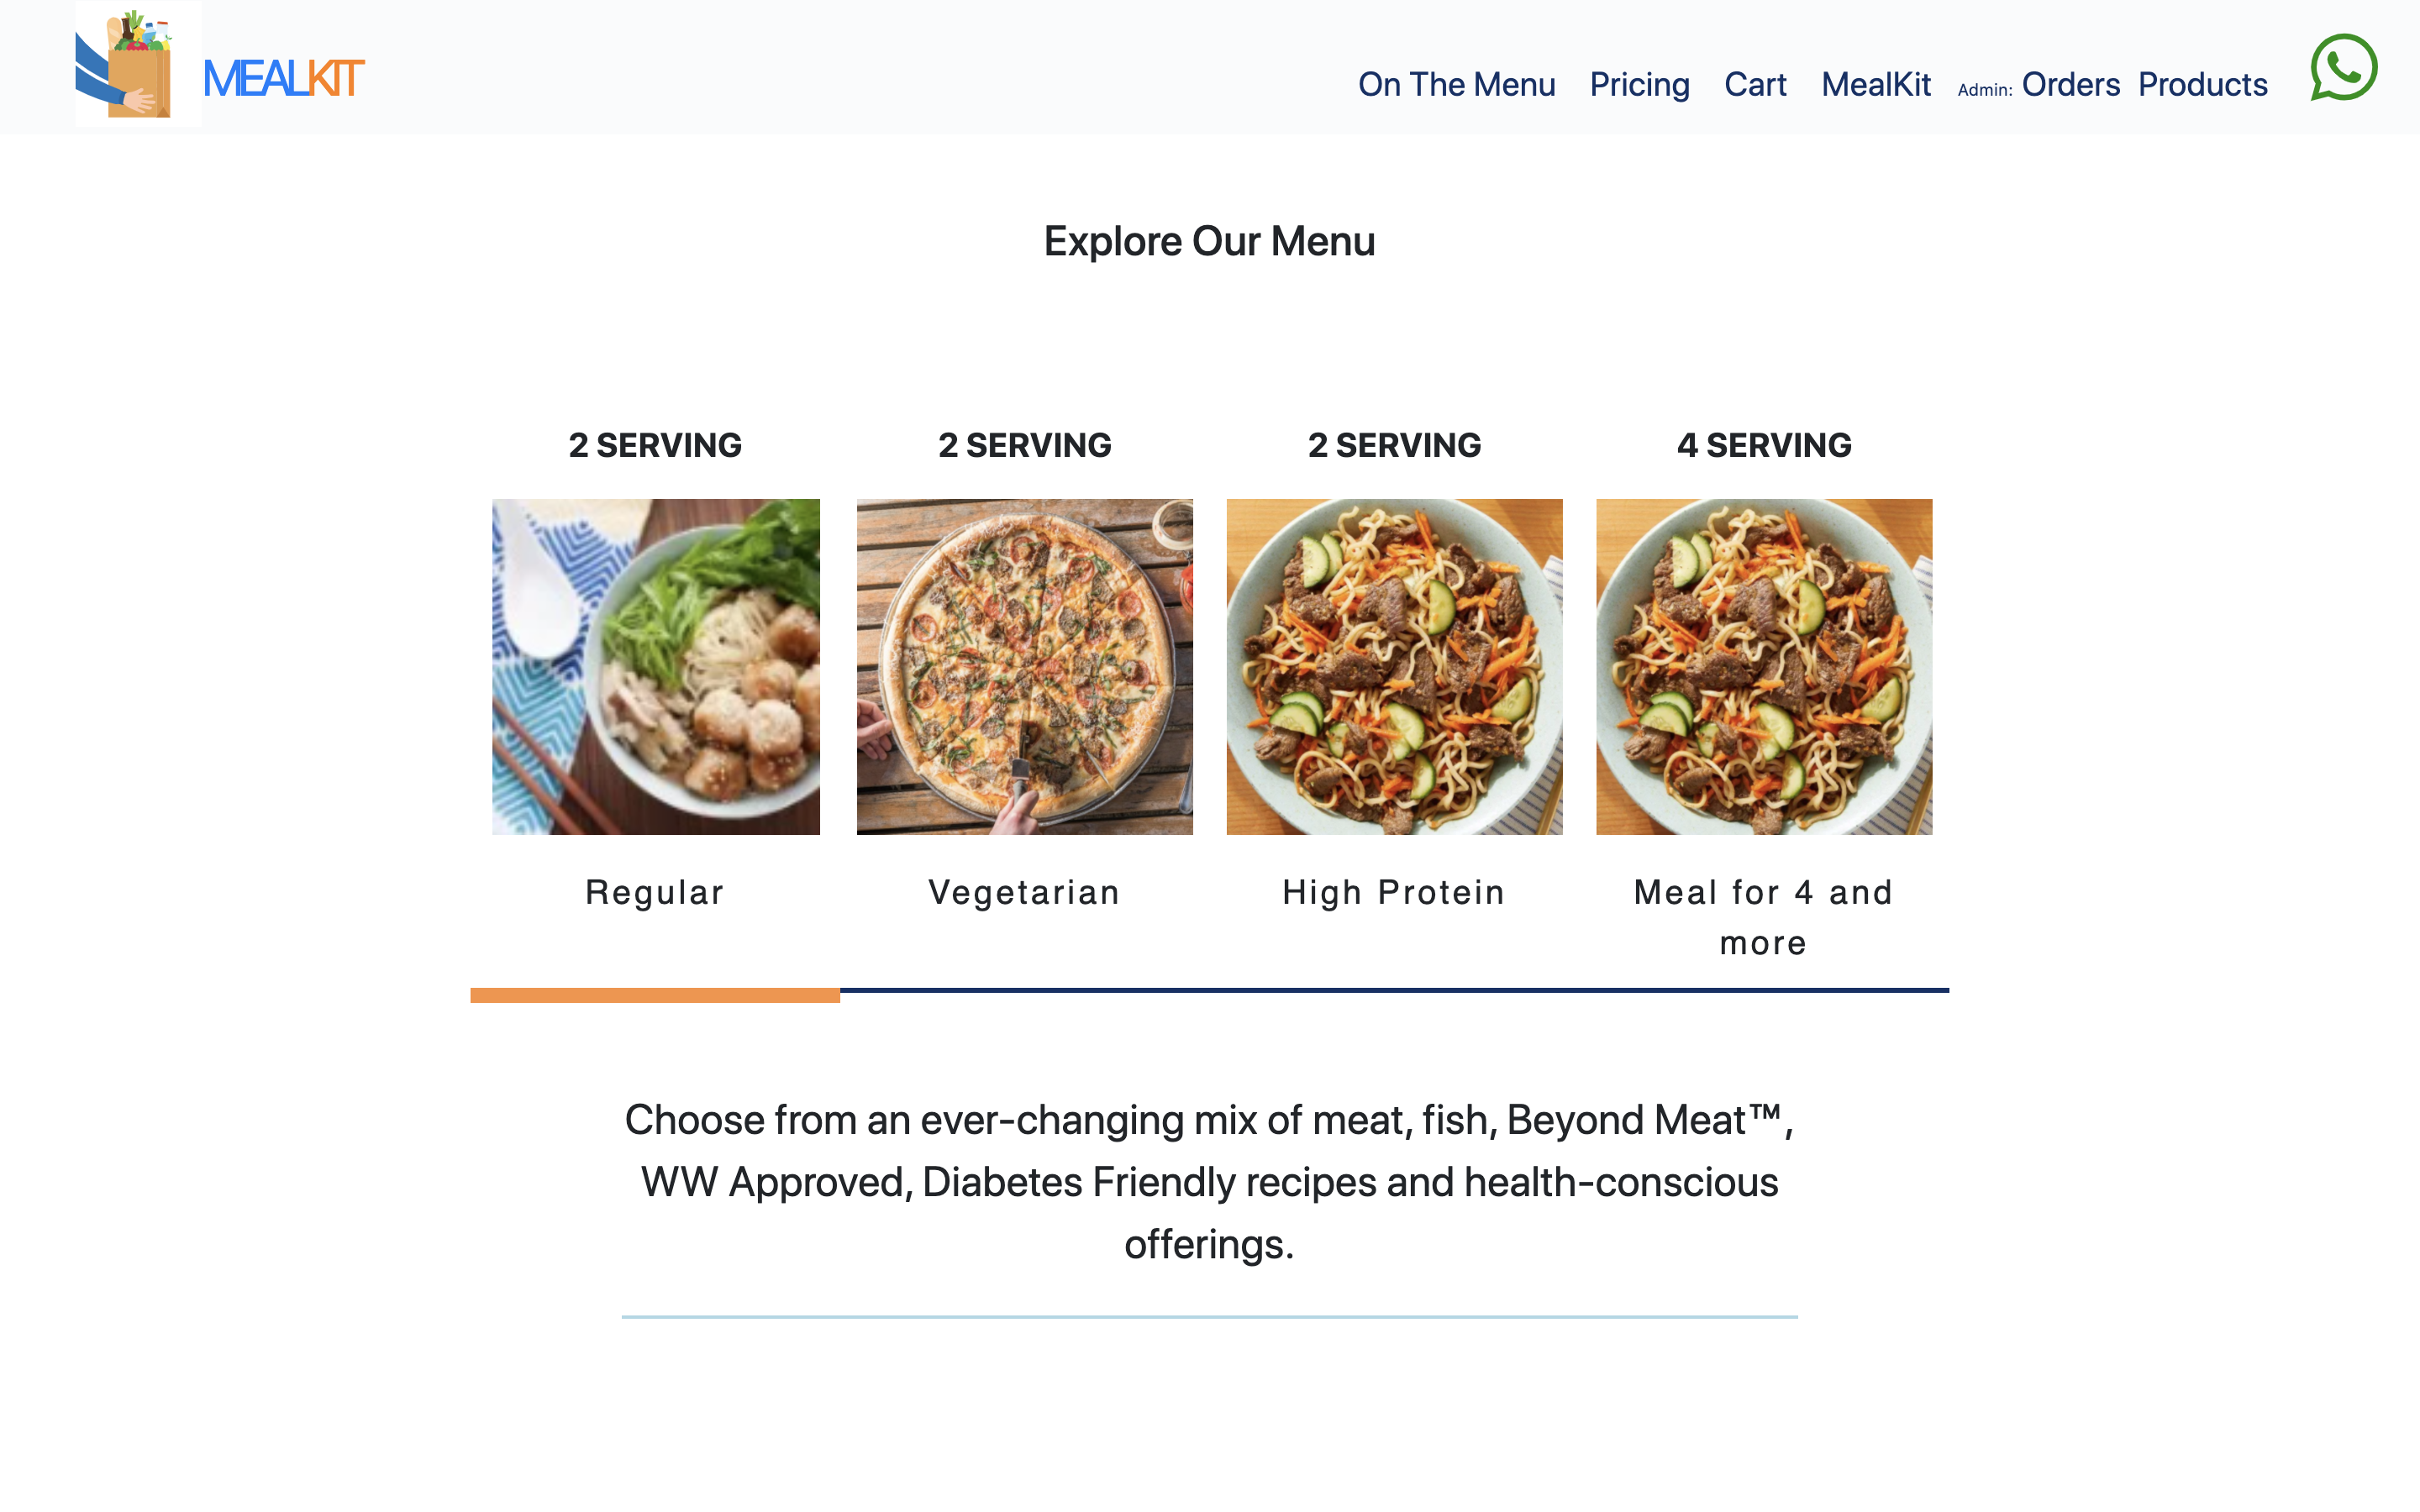 MEALKIT
On The Menu Pricing Cart MealKit Admin: Orders Products
Explore Our Menu
2 SERVING 2 SERVING 2 SERVING 4 SERVING
Regular Vegetarian High Protein Meal for 4 and
more
Choose from an ever-changing mix of meat, fish, Beyond Meat™,
WW Approved, Diabetes Friendly recipes and health-conscious
offerings.